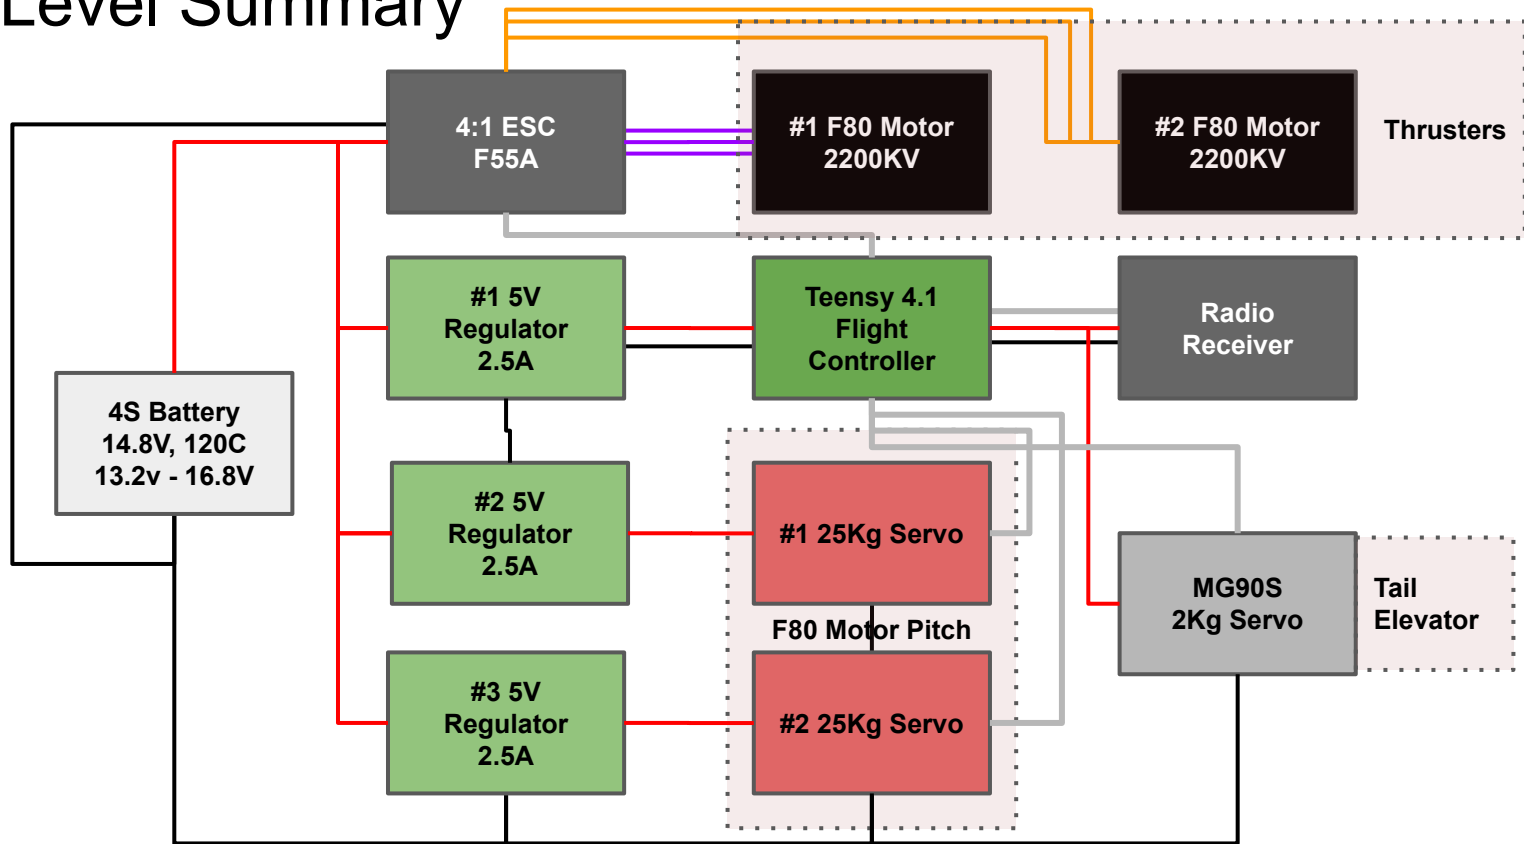 Level Summary
4:1 ESC
F55A
#1 F80 Motor
2200KV
#2 F80 Motor
2200KV
Thrusters
#1 5V
Regulator
2.5A
Teensy 4.1
Flight
Controller
Radio
Receiver
4S Battery
14.8V, 120C
13.2v - 16.8V
#2 5V
Regulator
2.5A
#1 25Kg Servo
MG90S
2Kg Servo
Tail
Elevator
F80 Motor Pitch
#3 5V
Regulator
2.5A
#2 25Kg Servo